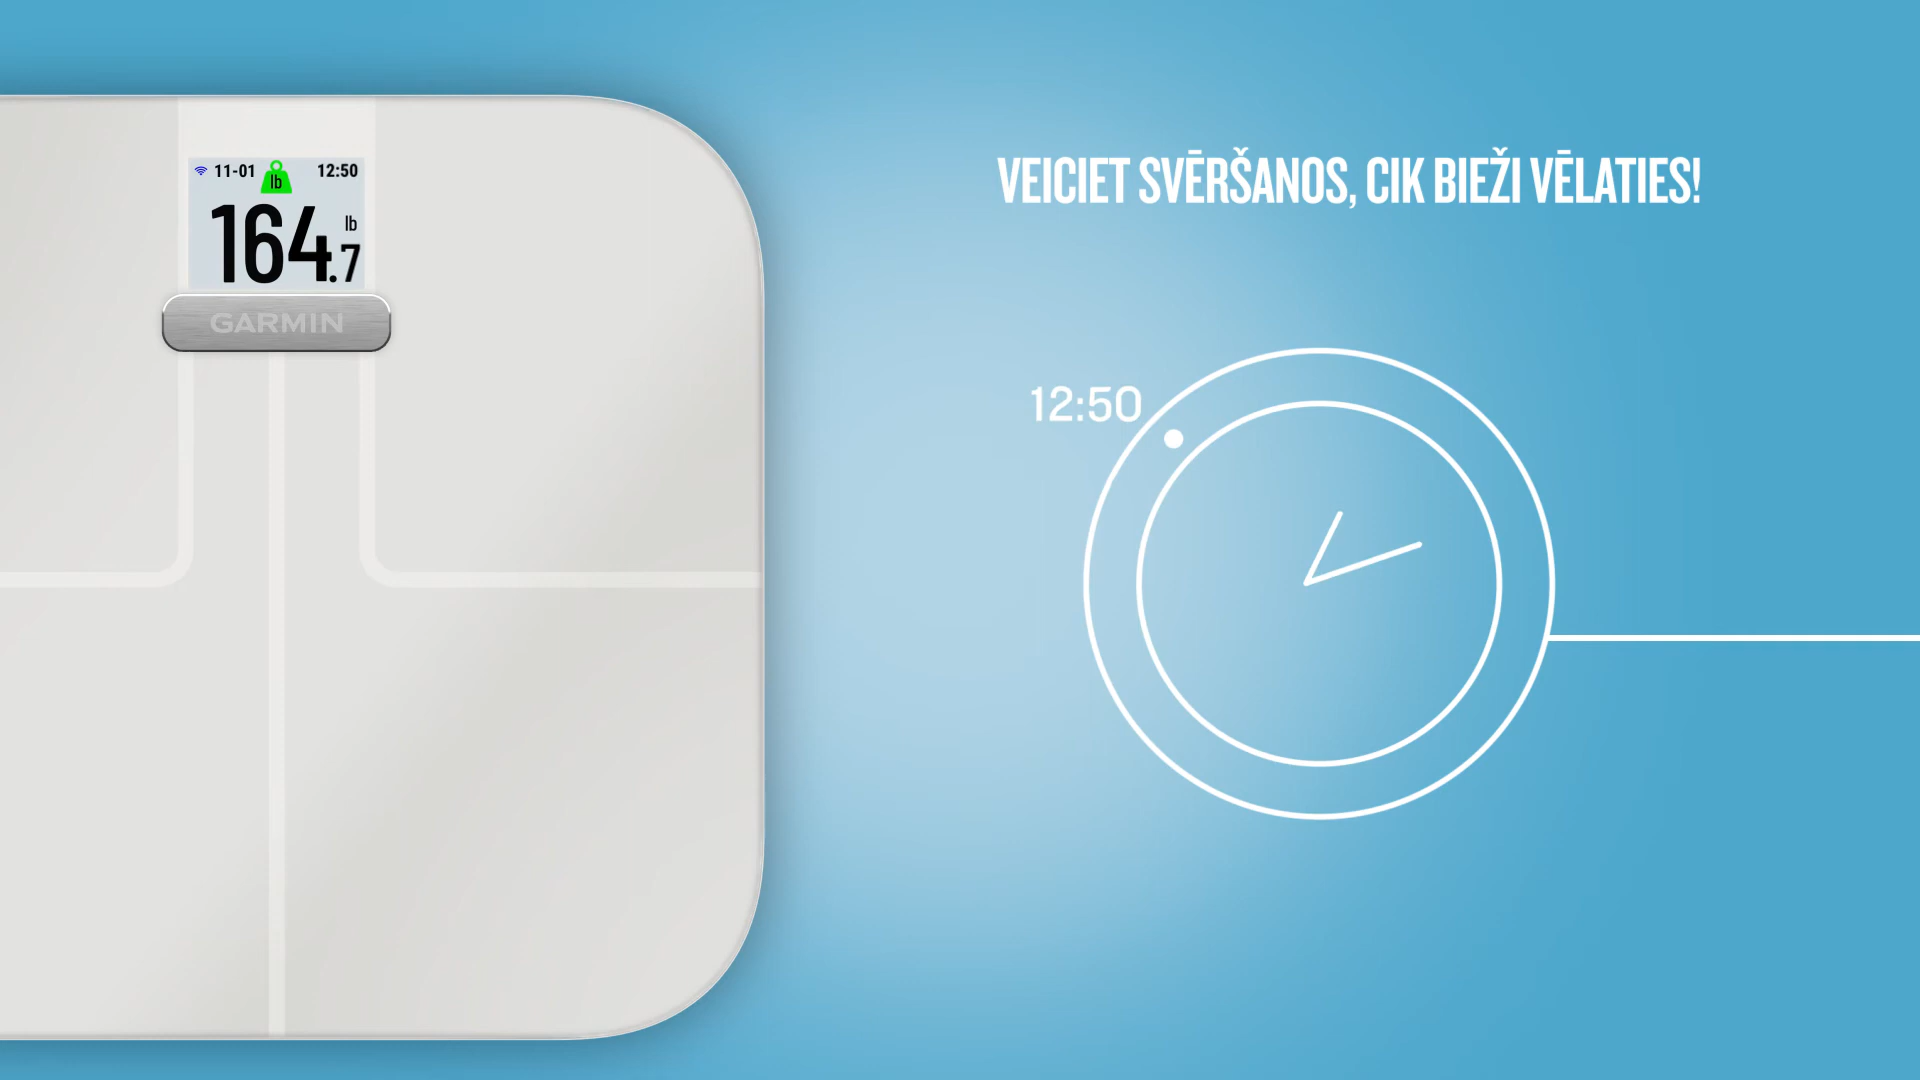 11-01 lb 12:50
164.7 lb
GARMIN
VEICIET SVĒRŠANOS, CIK BIEŽI VĒLATIES!
12:50